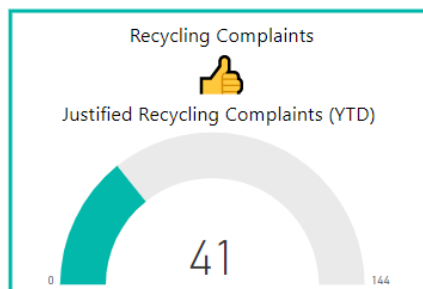 Recycling Complaints
Justified Recycling Complaints (YTD)
41
0
144